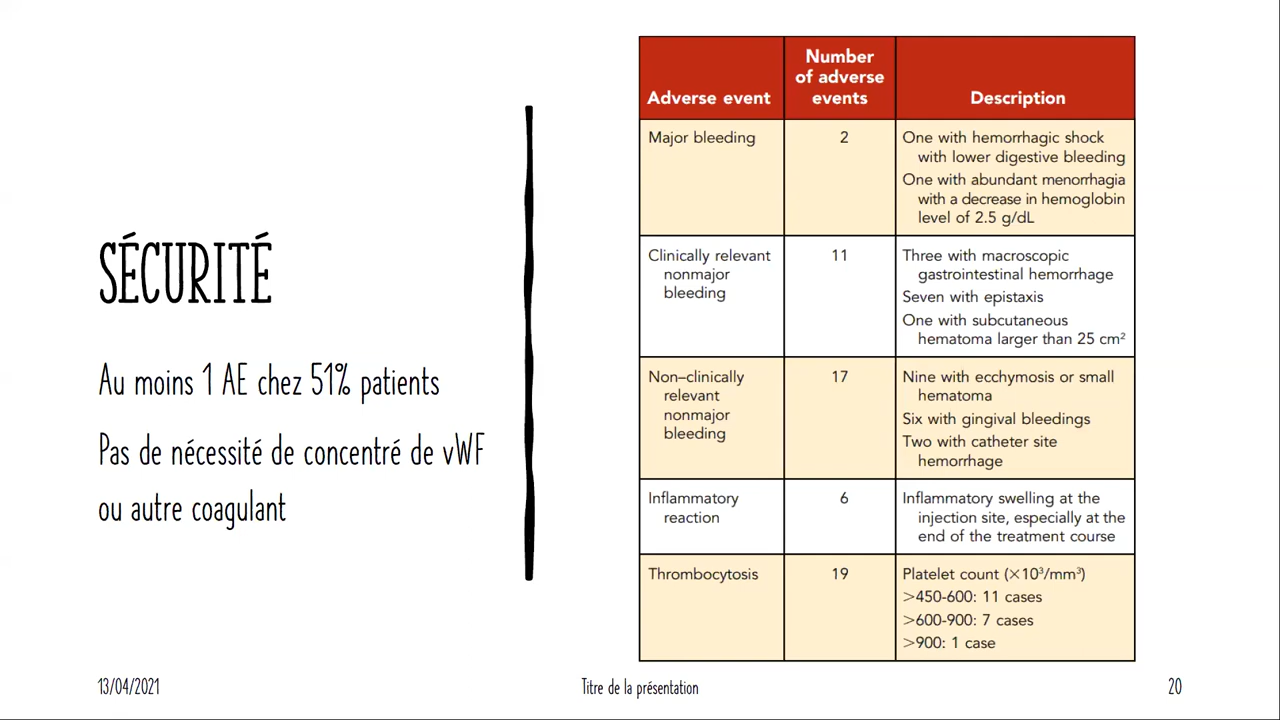 SÉCURITÉ
Au moins 1 AE chez 51% patients
Pas de nécessité de concentré de vWF
ou autre coagulant
Adverse event
Number
of adverse
events
Description
Major bleeding
2
One with hemorrhagic shock
with lower digestive bleeding
One with abundant menorrhagia
with a decrease in hemoglobin
level of 2.5 g/dL
Clinically relevant
nonmajor
bleeding
11
Three with macroscopic
gastrointestinal hemorrhage
Seven with epistaxis
One with subcutaneous
hematoma larger than 25 cm²
Non–clinically
relevant
nonmajor
bleeding
17
Nine with ecchymosis or small
hematoma
Six with gingival bleedings
Two with catheter site
hemorrhage
Inflammatory
reaction
6
Inflammatory swelling at the
injection site, especially at the
end of the treatment course
Thrombocytosis
19
Platelet count (×10³/mm³)
>450-600: 11 cases
>600-900: 7 cases
>900: 1 case
13/04/2021
Titre de la présentation
20